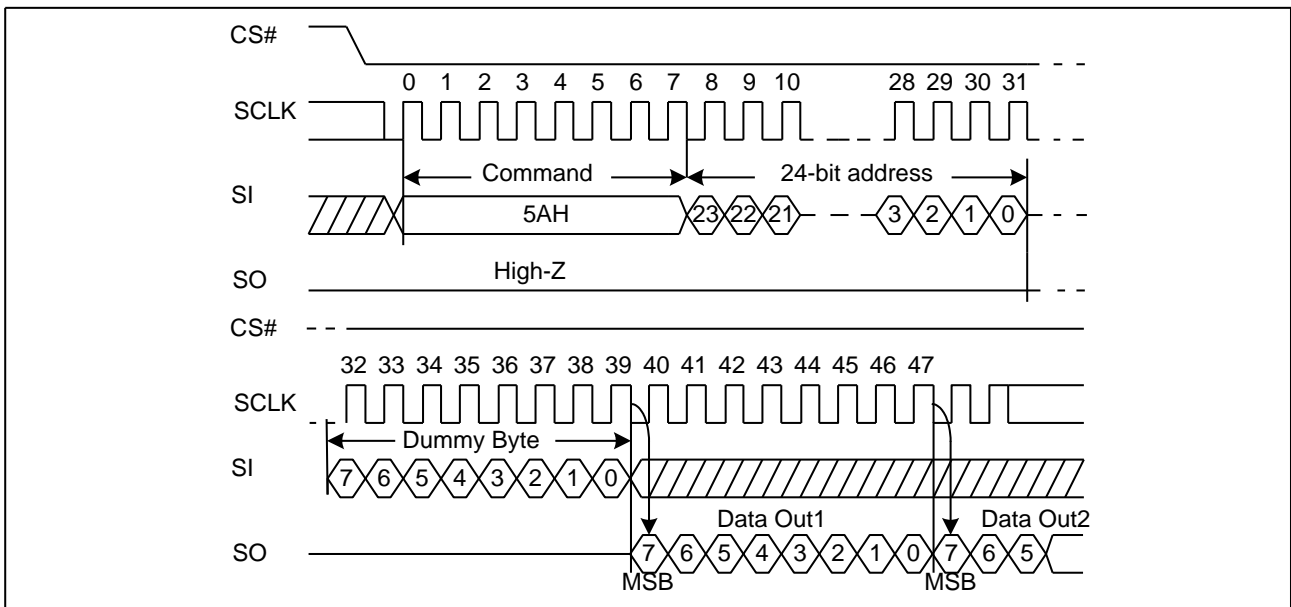 CS#
0 1 2 3 4 5 6 7 8 9 10 28 29 30 31
SCLK
Command 24-bit address
SI
5AH 23 22 21 3 2 1 0
High-Z
SO
CS#
32 33 34 35 36 37 38 39 40 41 42 43 44 45 46 47
SCLK
Dummy Byte
SI
7 6 5 4 3 2 1 0
Data Out1 Data Out2
SO
7 6 5 4 3 2 1 0 7 6 5
MSB MSB